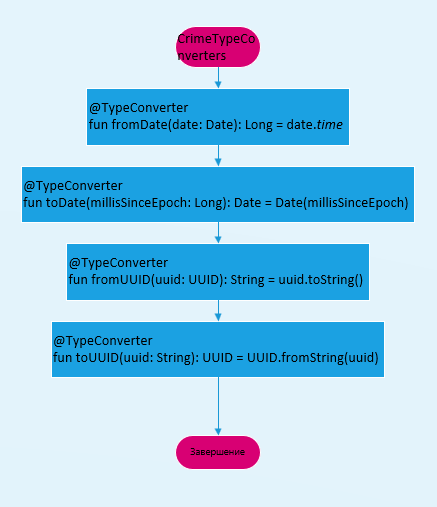 CrimeTypeCo
nverters
@TypeConverter
fun fromDate(date: Date): Long = date.time
@TypeConverter
fun toDate(millisSinceEpoch: Long): Date = Date(millisSinceEpoch)
@TypeConverter
fun fromUUID(uuid: UUID): String = uuid.toString()
@TypeConverter
fun toUUID(uuid: String): UUID = UUID.fromString(uuid)
Завершение